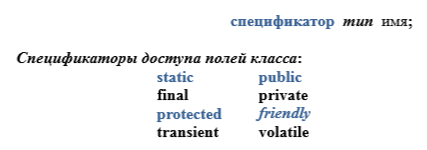 спецификатор тип имя;
Спецификаторы доступа полей класса:
static public
final private
protected friendly
transient volatile